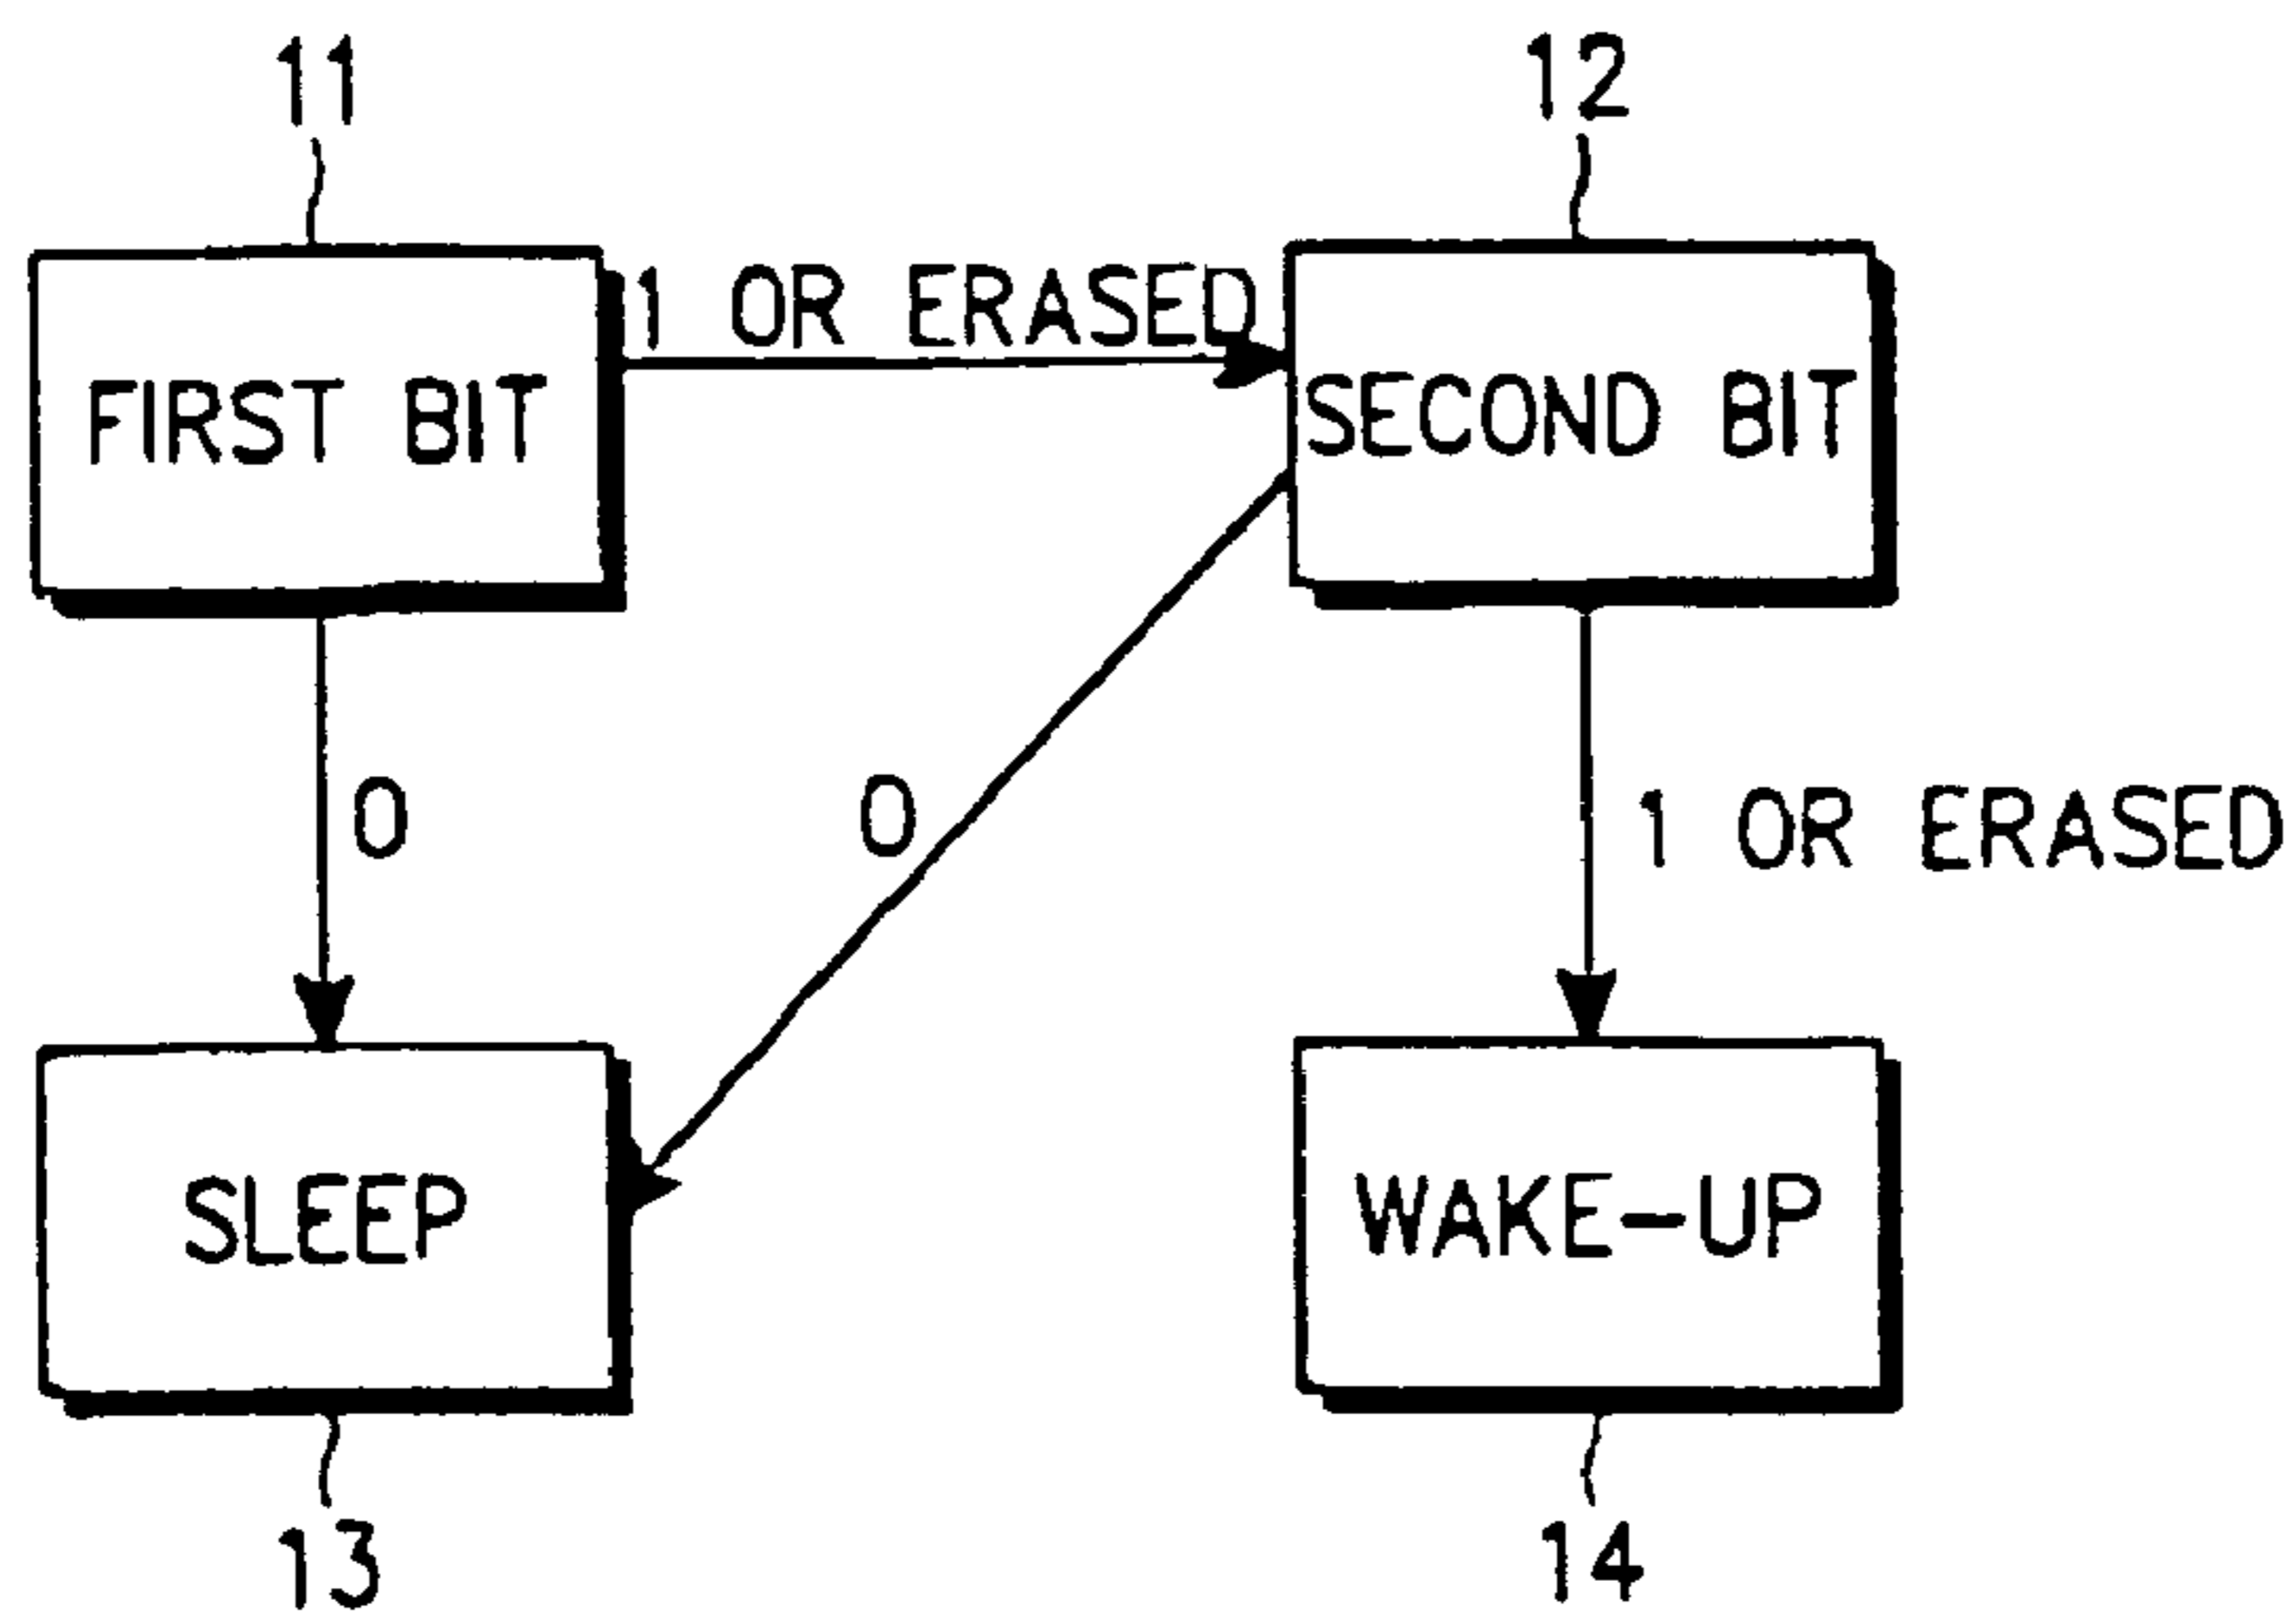 11
12
1 OR ERASED
FIRST BIT
SECOND BIT
0
0
1 OR ERASED
SLEEP
WAKE-UP
13
14